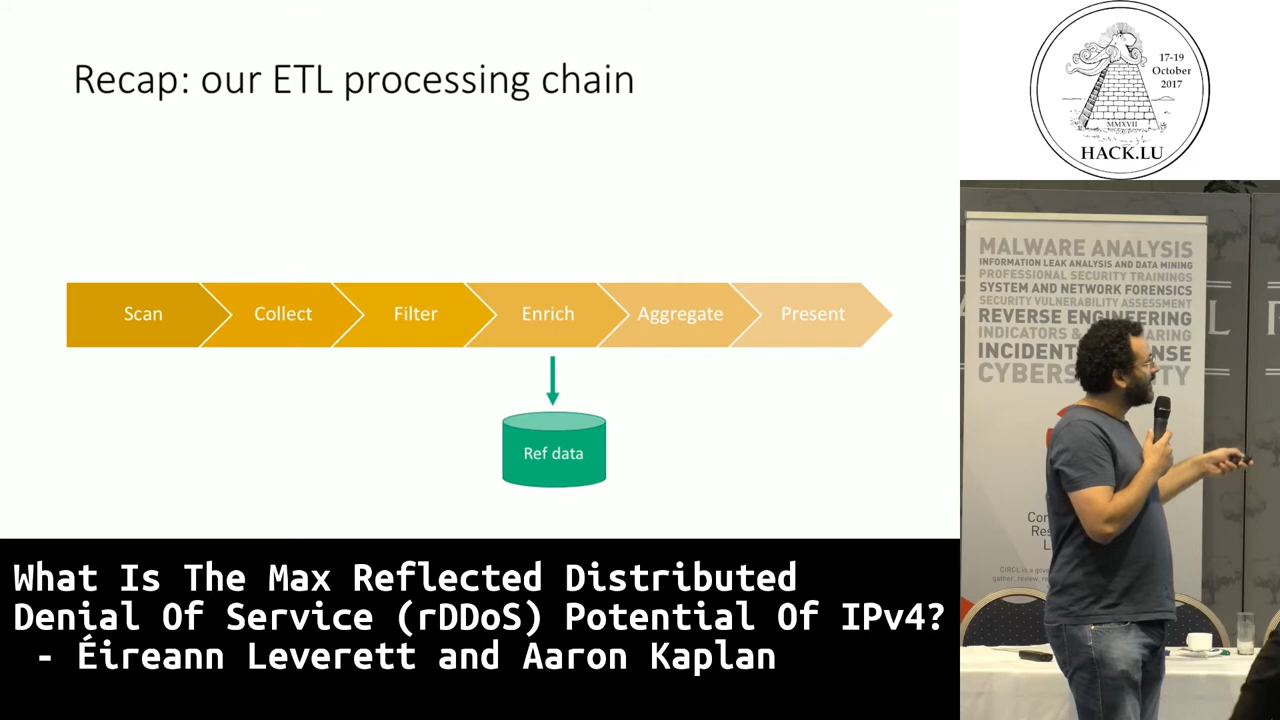 Recap: our ETL processing chain
Scan
Collect
Filter
Enrich
Aggregate
Present
Ref data
What Is The Max Reflected Distributed
Denial Of Service (rDDoS) Potential Of IPv4?
- Éireann Leverett and Aaron Kaplan
17-19
October
2017
MMXVII
HACK.LU
MALWARE ANALYSIS
INFORMATION LEAK ANALYSIS AND DATA MINING
PROFESSIONAL SECURITY TRAININGS
SYSTEM AND NETWORK FORENSICS
SECURITY VULNERABILITY ASSESSMENT
REVERSE ENGINEERING
INDICATORS &